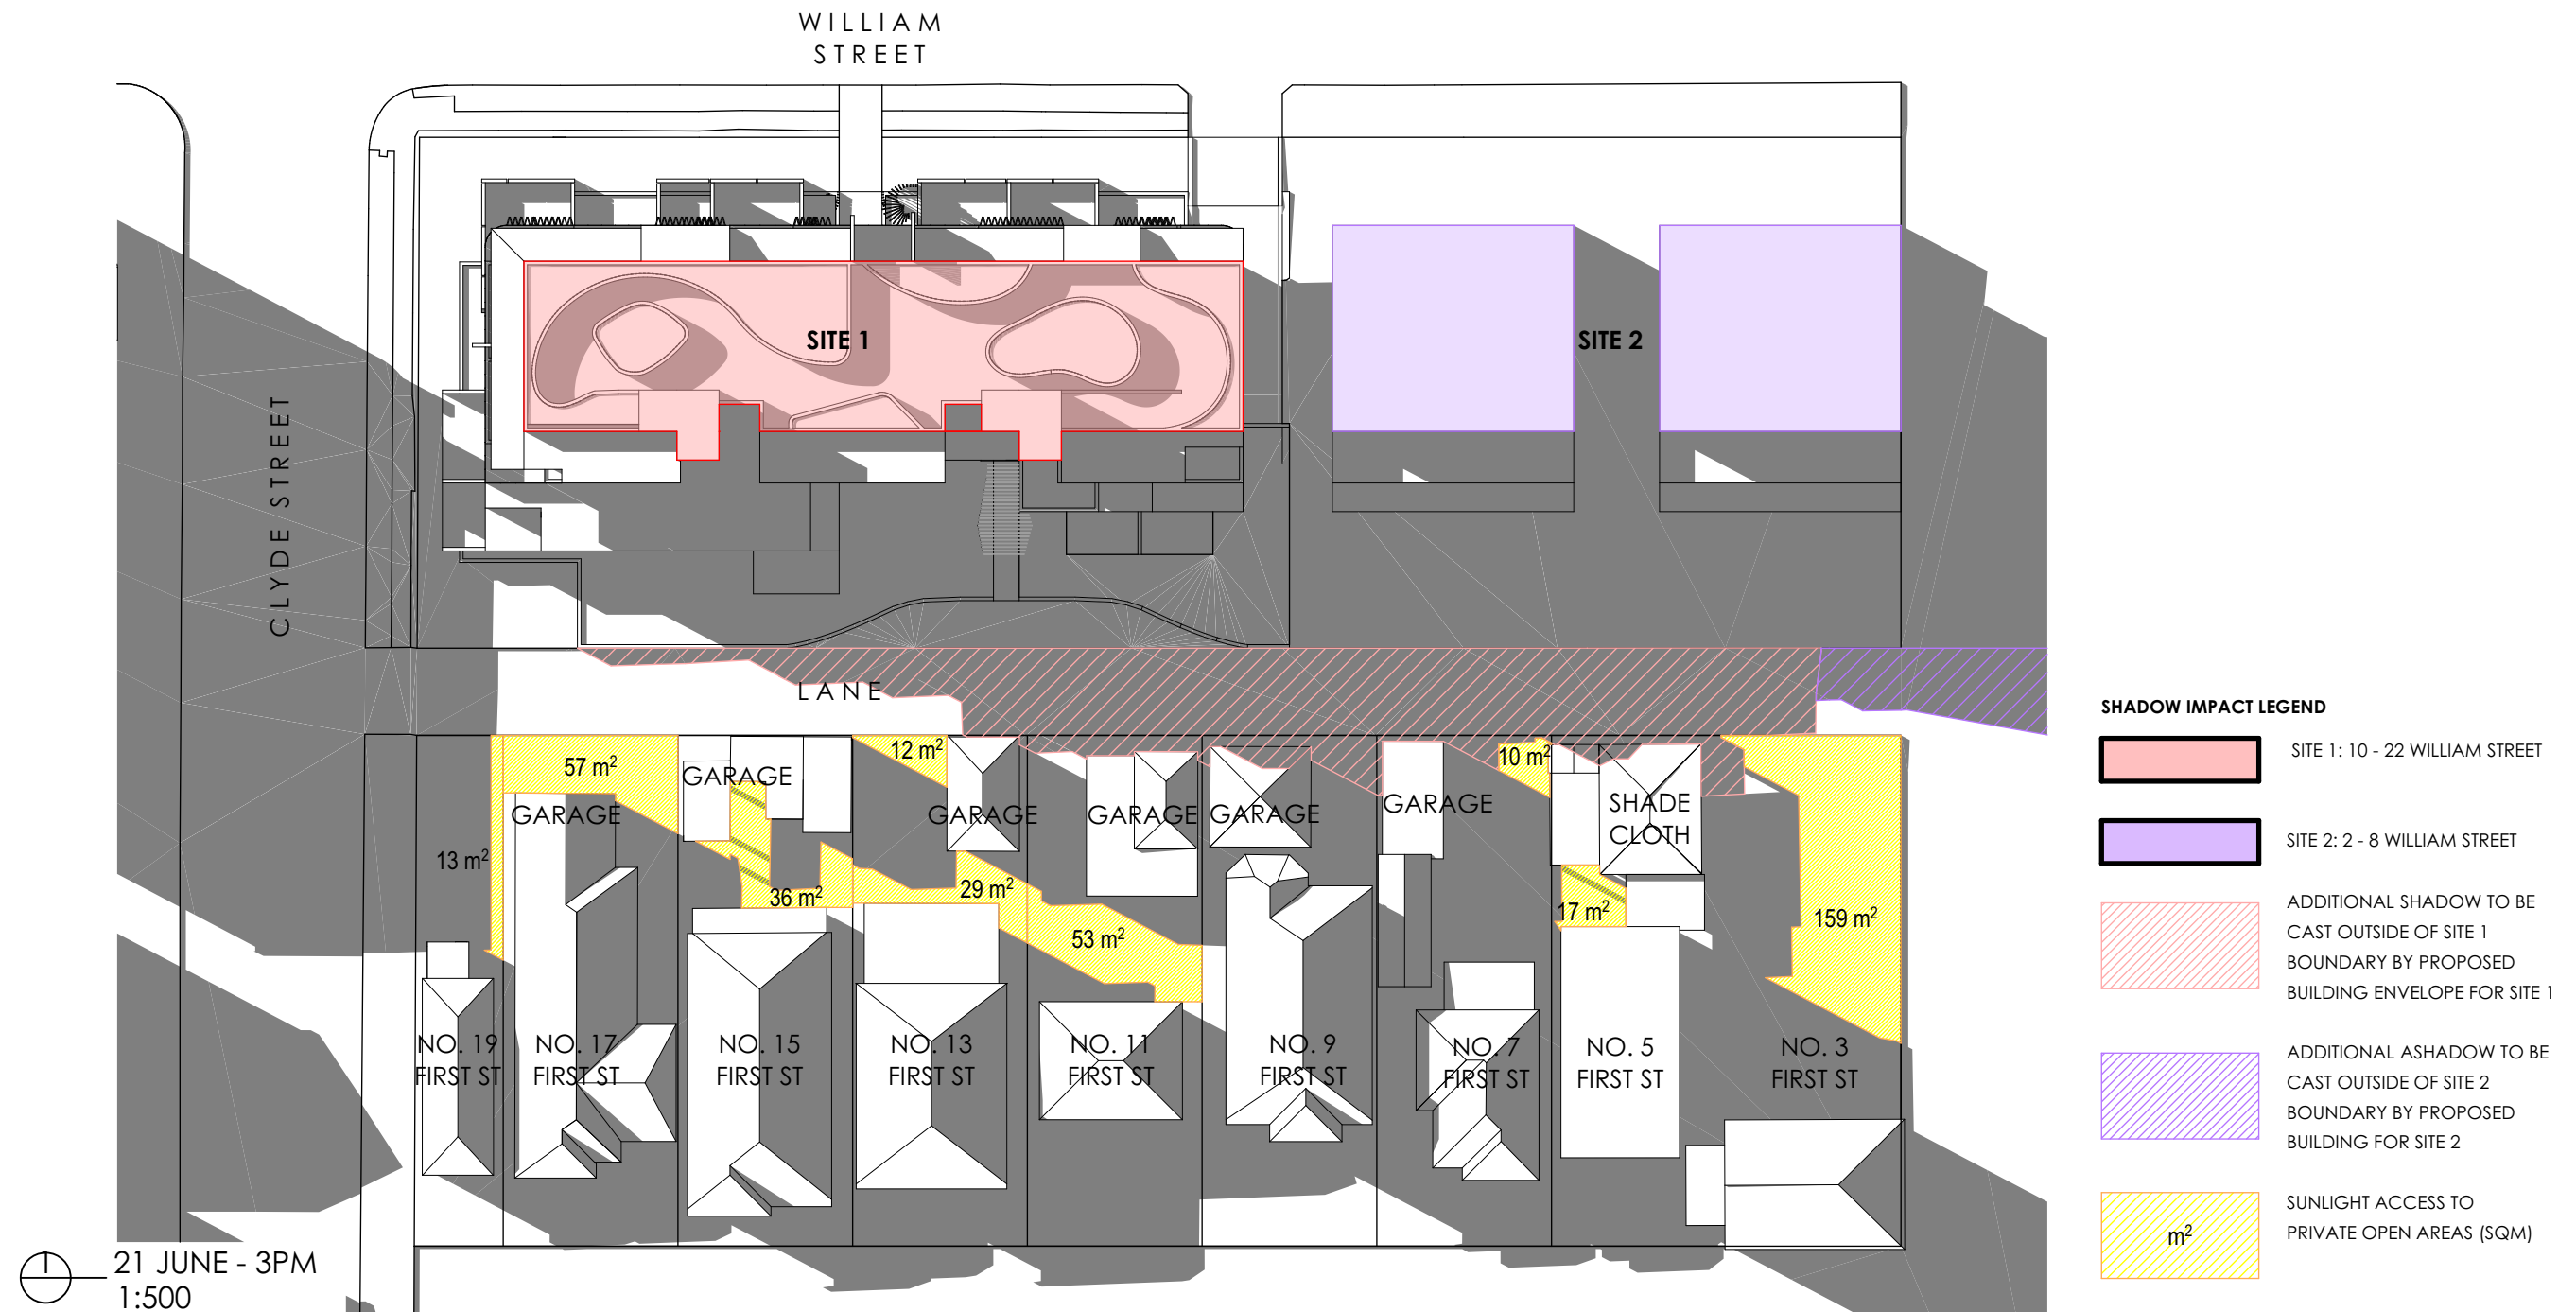 WILLIAM
STREET
SITE 1
SITE 2
CLYDE STREET
LANE
57 m²
GARAGE
12 m²
10 m²
GARAGE
GARAGE
GARAGE
GARAGE
GARAGE
SHADE
CLOTH
13 m²
36 m²
29 m²
53 m²
17 m²
159 m²
NO. 19
FIRST ST
NO. 17
FIRST ST
NO. 15
FIRST ST
NO. 13
FIRST ST
NO. 11
FIRST ST
NO. 9
FIRST ST
NO. 7
FIRST ST
NO. 5
FIRST ST
NO. 3
FIRST ST
1
21 JUNE - 3PM
1:500
SHADOW IMPACT LEGEND
SITE 1: 10 - 22 WILLIAM STREET
SITE 2: 2 - 8 WILLIAM STREET
ADDITIONAL SHADOW TO BE
CAST OUTSIDE OF SITE 1
BOUNDARY BY PROPOSED
BUILDING ENVELOPE FOR SITE 1
ADDITIONAL ASHADOW TO BE
CAST OUTSIDE OF SITE 2
BOUNDARY BY PROPOSED
BUILDING FOR SITE 2
m²
SUNLIGHT ACCESS TO
PRIVATE OPEN AREAS (SQM)